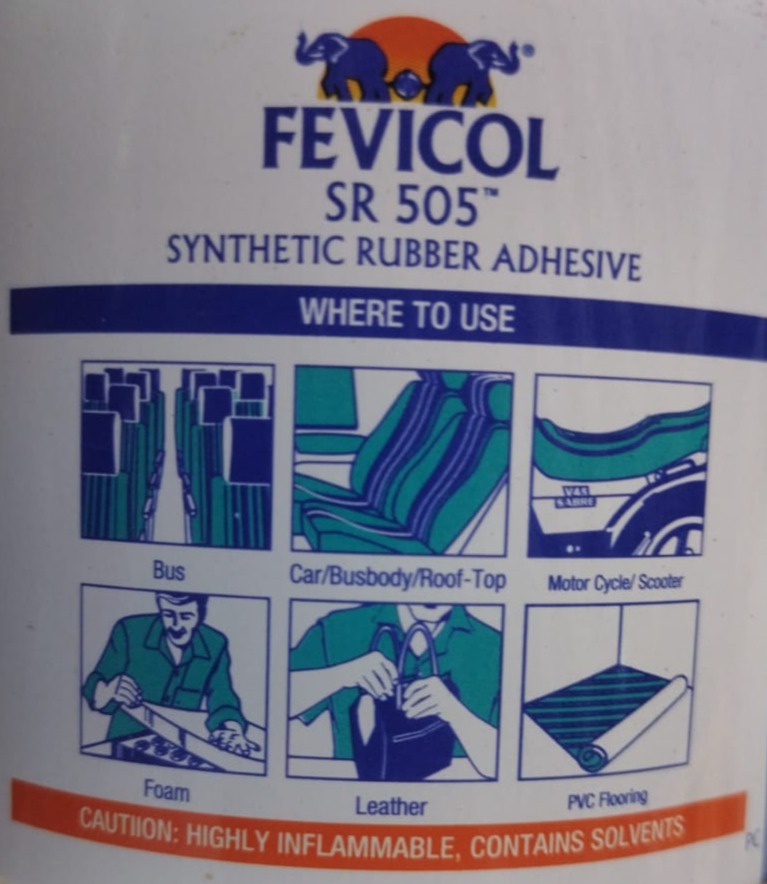 FEVICOL
SR 505™
SYNTHETIC RUBBER ADHESIVE
WHERE TO USE
VAS
SABRE
Bus
Car/Busbody/Roof-Top
Motor Cycle/ Scooter
Foam
Leather
PVC Flooring
CAUTIION: HIGHLY INFLAMMABLE, CONTAINS SOLVENTS
PC